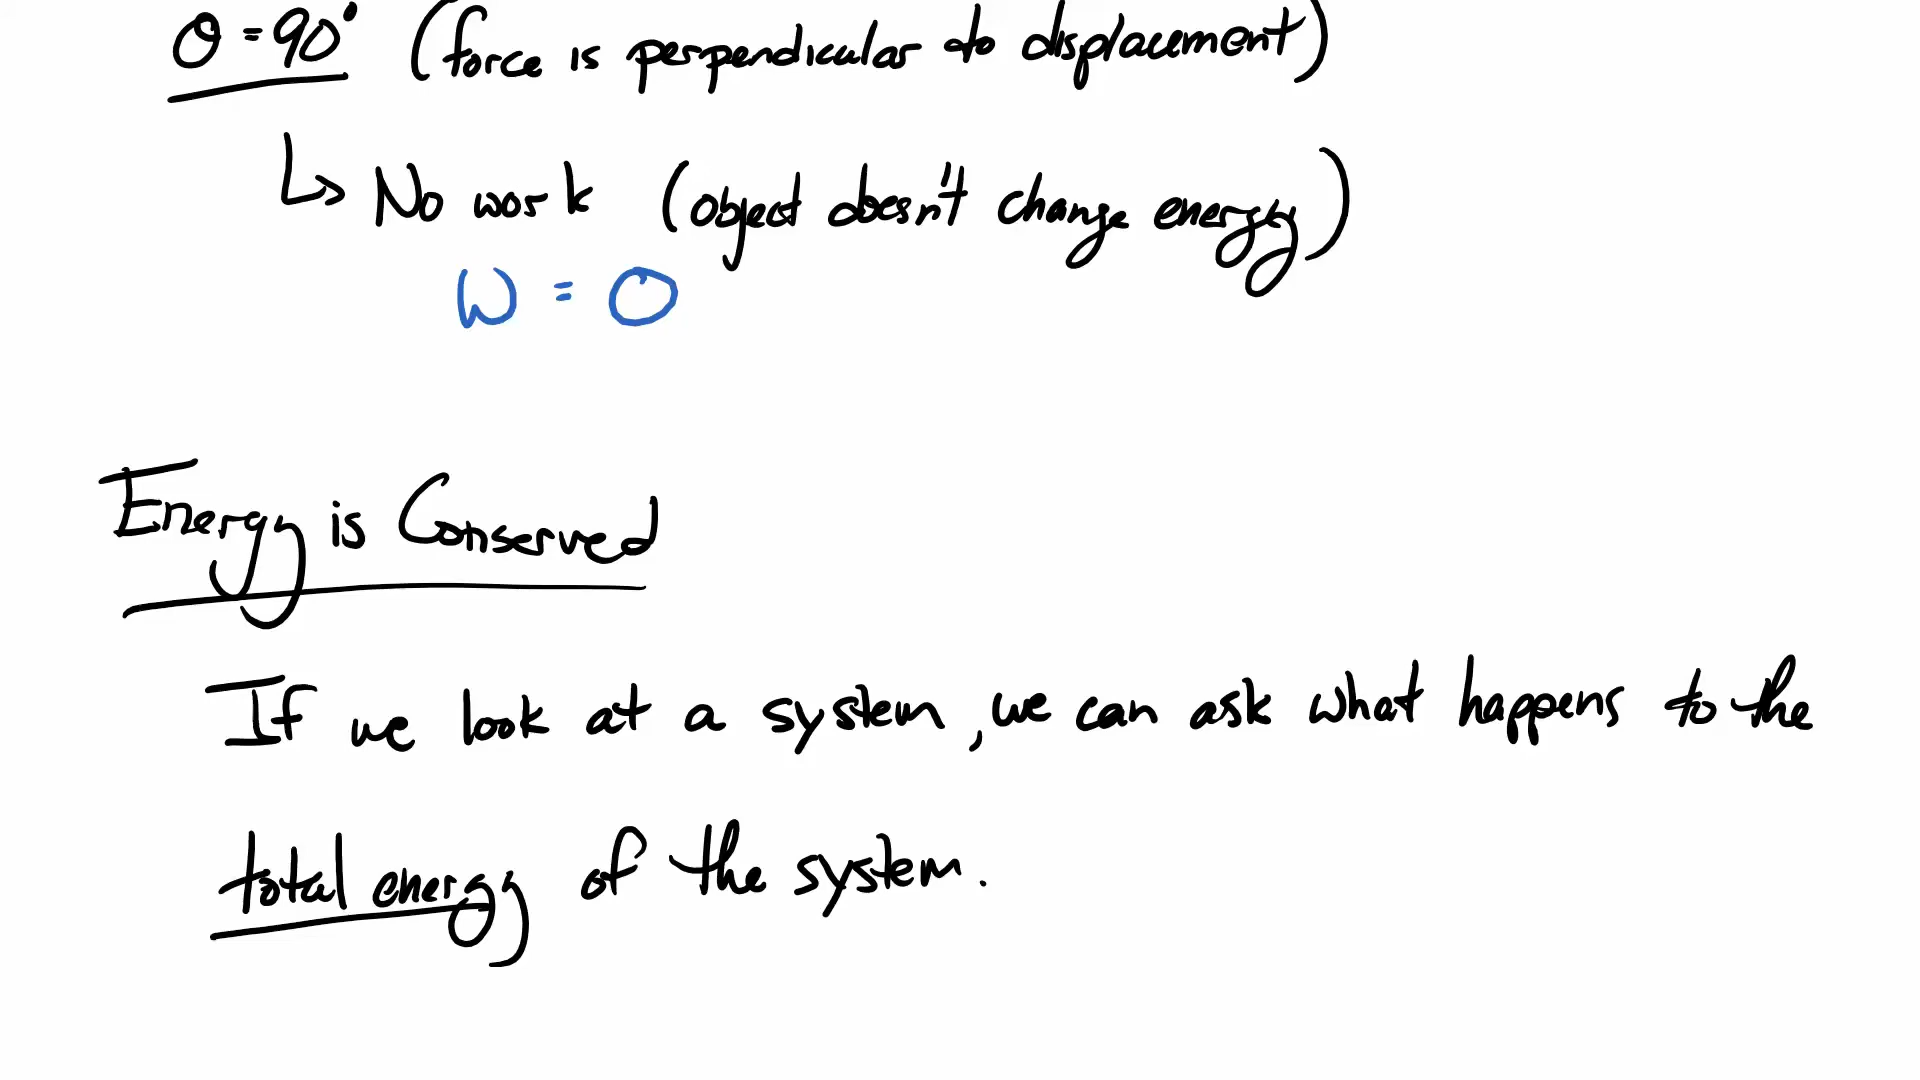 θ = 90° (force is perpendicular to displacement)
↳ No work (object doesn't change energy)
W = 0
Energy is Conserved
If we look at a system, we can ask what happens to the
total energy of the system.